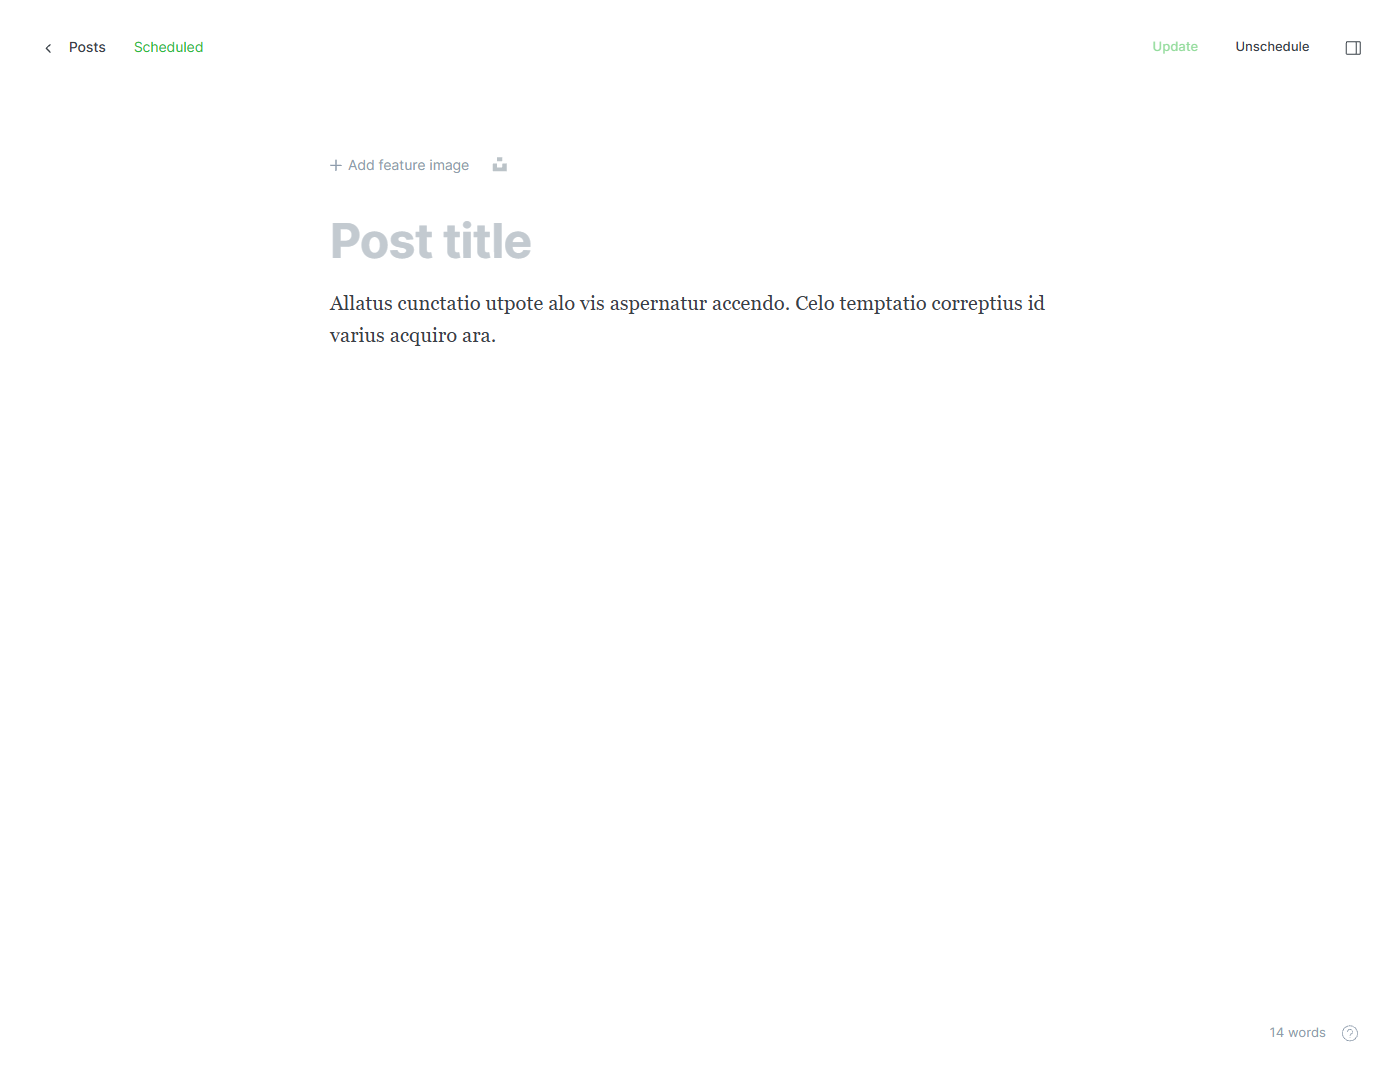 Posts Scheduled Update Unschedule
Add feature image
Post title
Allatus cunctatio utpote alo vis aspernatur accendo. Celo temptatio correptius id
varius acquiro ara.
14 words